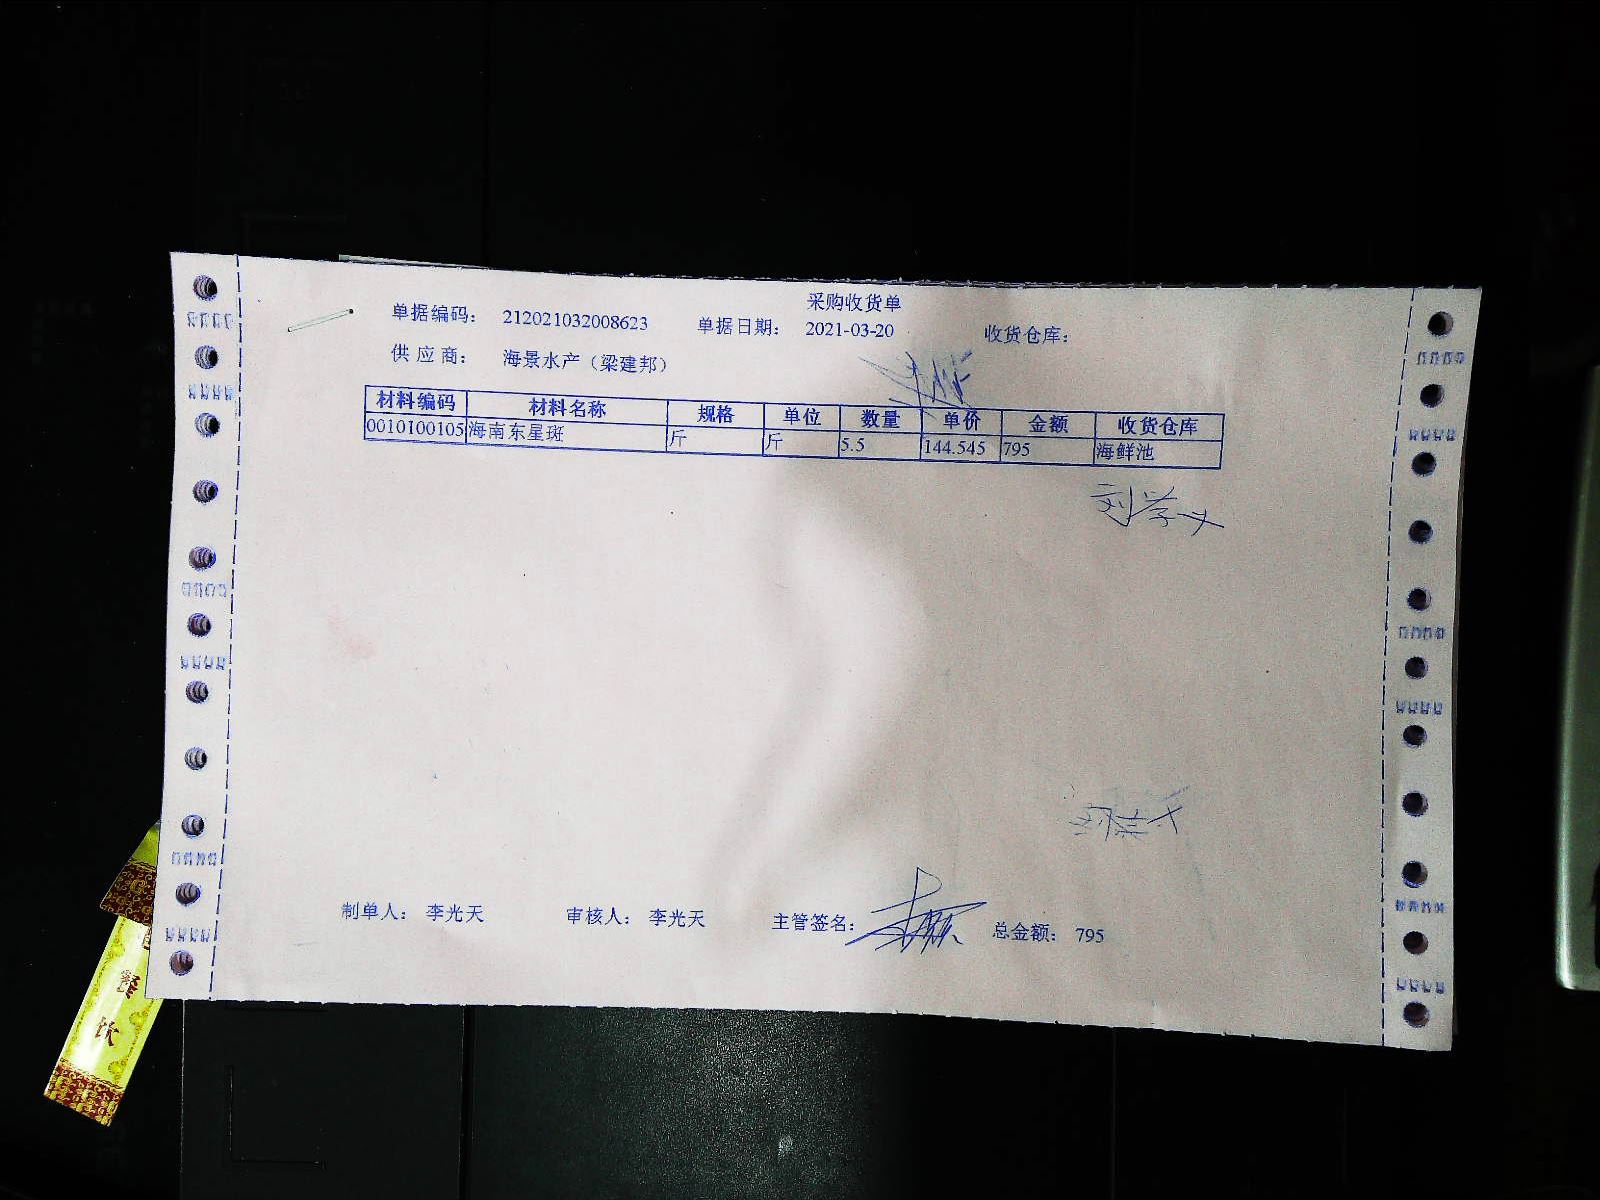 采购收货单
单据编码： 212021032008623 单据日期： 2021-03-20 收货仓库：
供 应 商： 海景水产（梁建邦）
材料编码 材料名称 规格 单位 数量 单价 金额 收货仓库
0010100105 海南东星斑 斤 斤 5.5 144.545 795 海鲜池
刘学义
制单人： 李光天 审核人： 李光天 主管签名： 总金额： 795